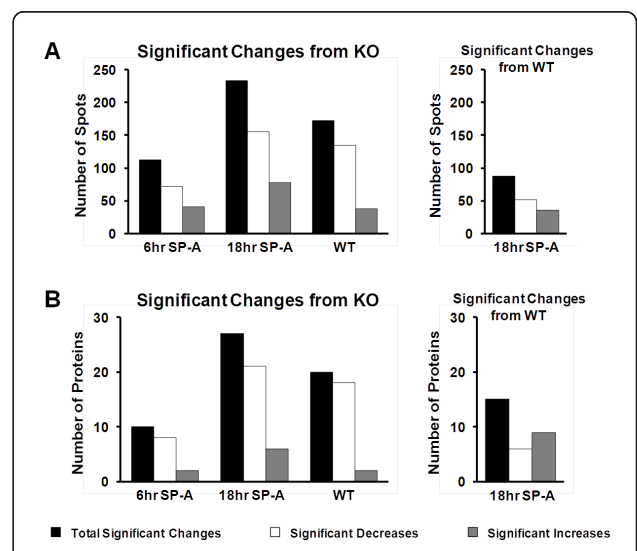 A
Significant Changes from KO
Number of Spots
250
200
150
100
50
0
6hr SP-A
18hr SP-A
WT
Significant Changes
from WT
Number of Spots
250
200
150
100
50
0
18hr SP-A
B
Significant Changes from KO
Number of Proteins
30
20
10
0
6hr SP-A
18hr SP-A
WT
Significant Changes
from WT
Number of Proteins
30
20
10
0
18hr SP-A
Total Significant Changes
Significant Decreases
Significant Increases